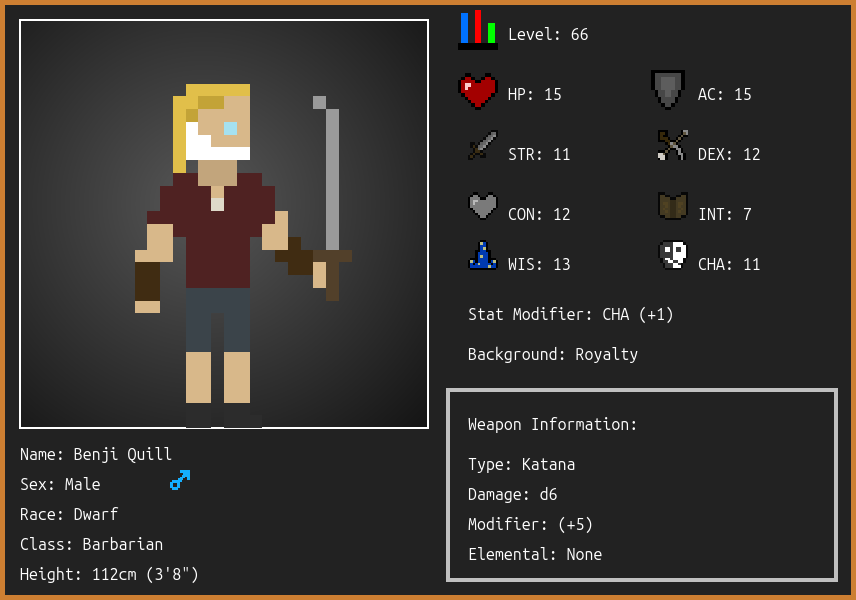 Level: 66
HP: 15
AC: 15
STR: 11
DEX: 12
CON: 12
INT: 7
WIS: 13
CHA: 11
Stat Modifier: CHA (+1)
Background: Royalty
Weapon Information:
Type: Katana
Damage: d6
Modifier: (+5)
Elemental: None
Name: Benji Quill
Sex: Male
Race: Dwarf
Class: Barbarian
Height: 112cm (3'8")